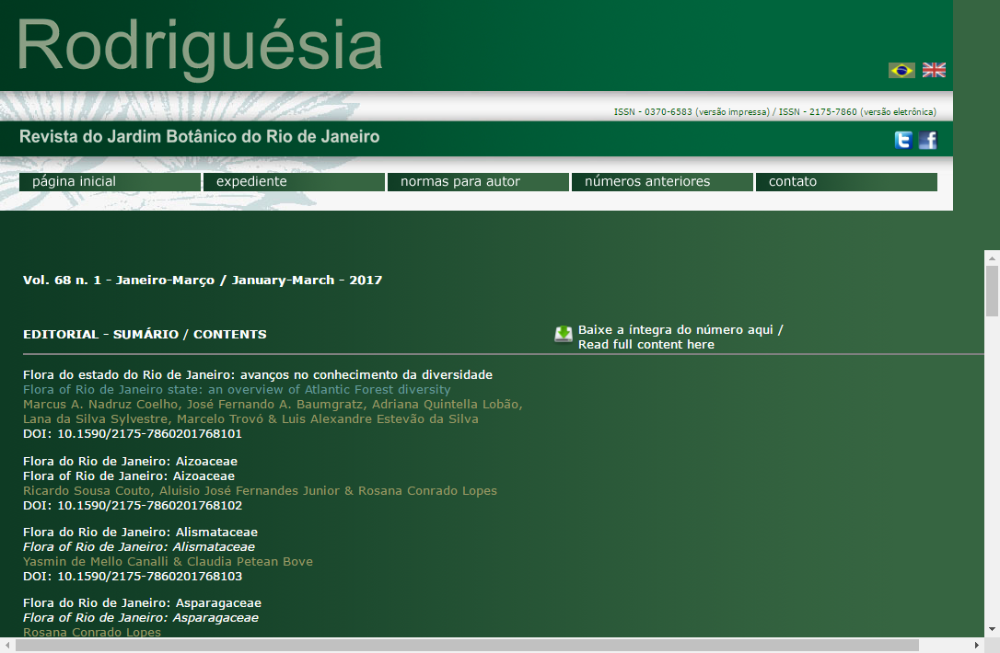 Rodriguésia
ISSN - 0370-6583 (versão impressa) / ISSN - 2175-7860 (versão eletrônica)
Revista do Jardim Botânico do Rio de Janeiro
página inicial expediente normas para autor números anteriores contato
Vol. 68 n. 1 - Janeiro-Março / January-March - 2017
EDITORIAL - SUMÁRIO / CONTENTS
Baixe a íntegra do número aqui /
Read full content here
Flora do estado do Rio de Janeiro: avanços no conhecimento da diversidade
Flora of Rio de Janeiro state: an overview of Atlantic Forest diversity
Marcus A. Nadruz Coelho, José Fernando A. Baumgratz, Adriana Quintella Lobão,
Lana da Silva Sylvestre, Marcelo Trovó & Luis Alexandre Estevão da Silva
DOI: 10.1590/2175-7860201768101
Flora do Rio de Janeiro: Aizoaceae
Flora of Rio de Janeiro: Aizoaceae
Ricardo Sousa Couto, Aluisio José Fernandes Junior & Rosana Conrado Lopes
DOI: 10.1590/2175-7860201768102
Flora do Rio de Janeiro: Alismataceae
Flora of Rio de Janeiro: Alismataceae
Yasmin de Mello Canalli & Claudia Petean Bove
DOI: 10.1590/2175-7860201768103
Flora do Rio de Janeiro: Asparagaceae
Flora of Rio de Janeiro: Asparagaceae
Rosana Conrado Lopes